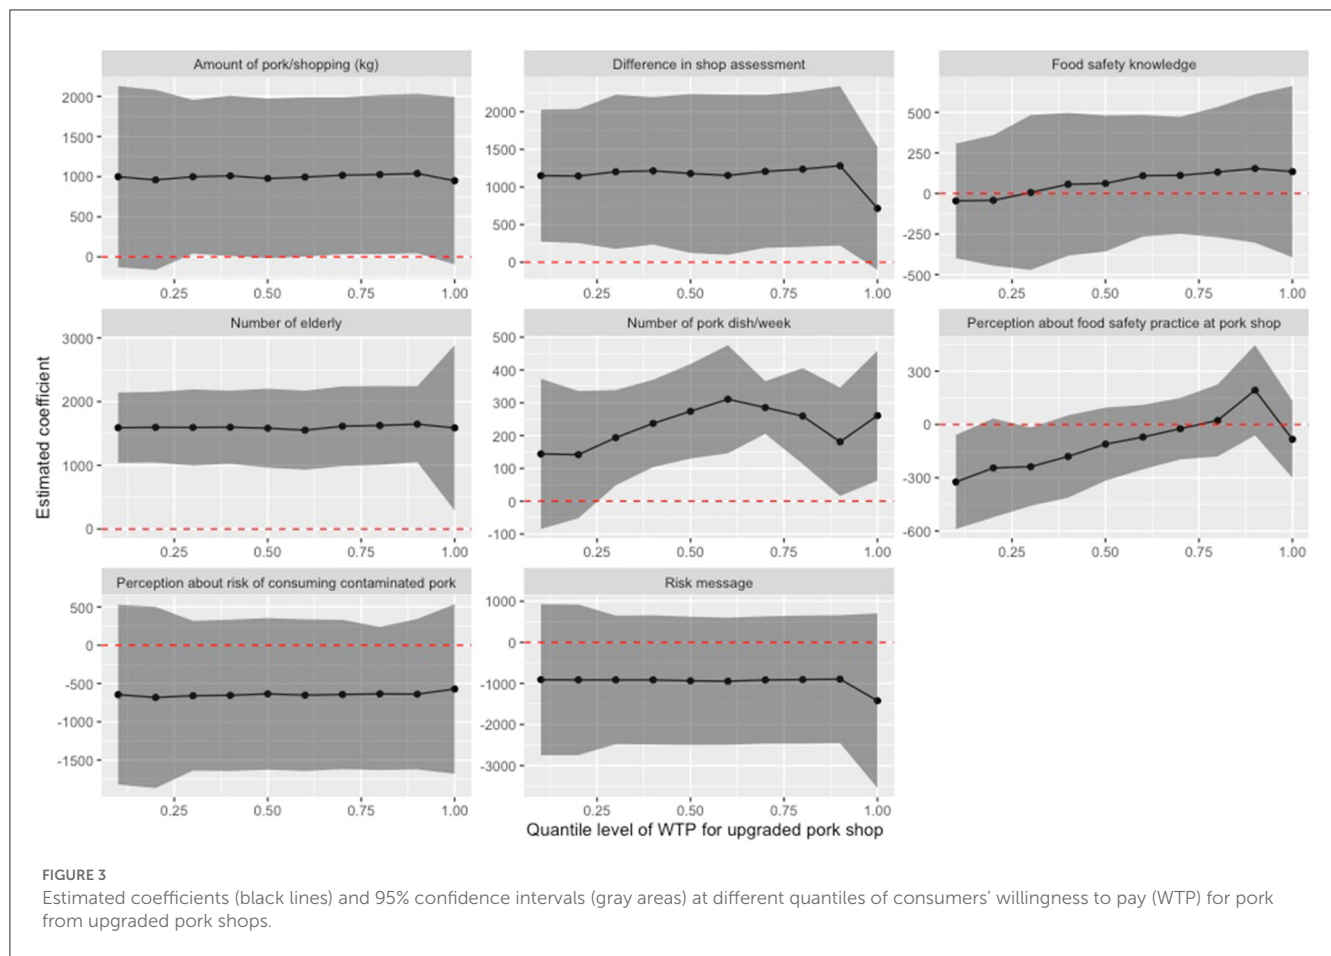 Amount of pork/shopping (kg)
2000
1500
1000
500
0
0.25 0.50 0.75 1.00
Difference in shop assessment
2000
1500
1000
500
0
0.25 0.50 0.75 1.00
Food safety knowledge
500
250
0
-250
-500
0.25 0.50 0.75 1.00
Estimated coefficient
Number of elderly
3000
2000
1000
0
0.25 0.50 0.75 1.00
Number of pork dish/week
500
400
300
200
100
0
-100
0.25 0.50 0.75 1.00
Perception about food safety practice at pork shop
300
0
-300
-600
0.25 0.50 0.75 1.00
Perception about risk of consuming contaminated pork
500
0
-500
-1000
-1500
0.25 0.50 0.75 1.00
Risk message
1000
0
-1000
-2000
-3000
0.25 0.50 0.75 1.00
Quantile level of WTP for upgraded pork shop
FIGURE 3
Estimated coefficients (black lines) and 95% confidence intervals (gray areas) at different quantiles of consumers’ willingness to pay (WTP) for pork
from upgraded pork shops.